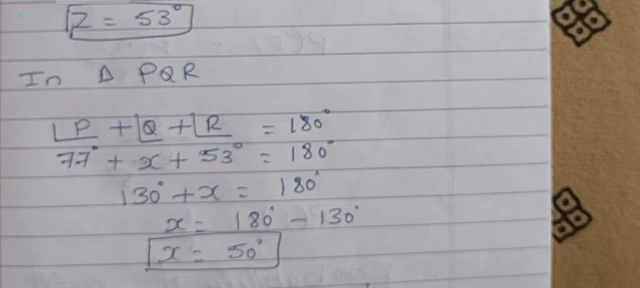 z = 53°
In Δ PQR
∠P + ∠Q + ∠R = 180°
77° + x + 53° = 180°
130° + x = 180°
x = 180° - 130°
x = 50°